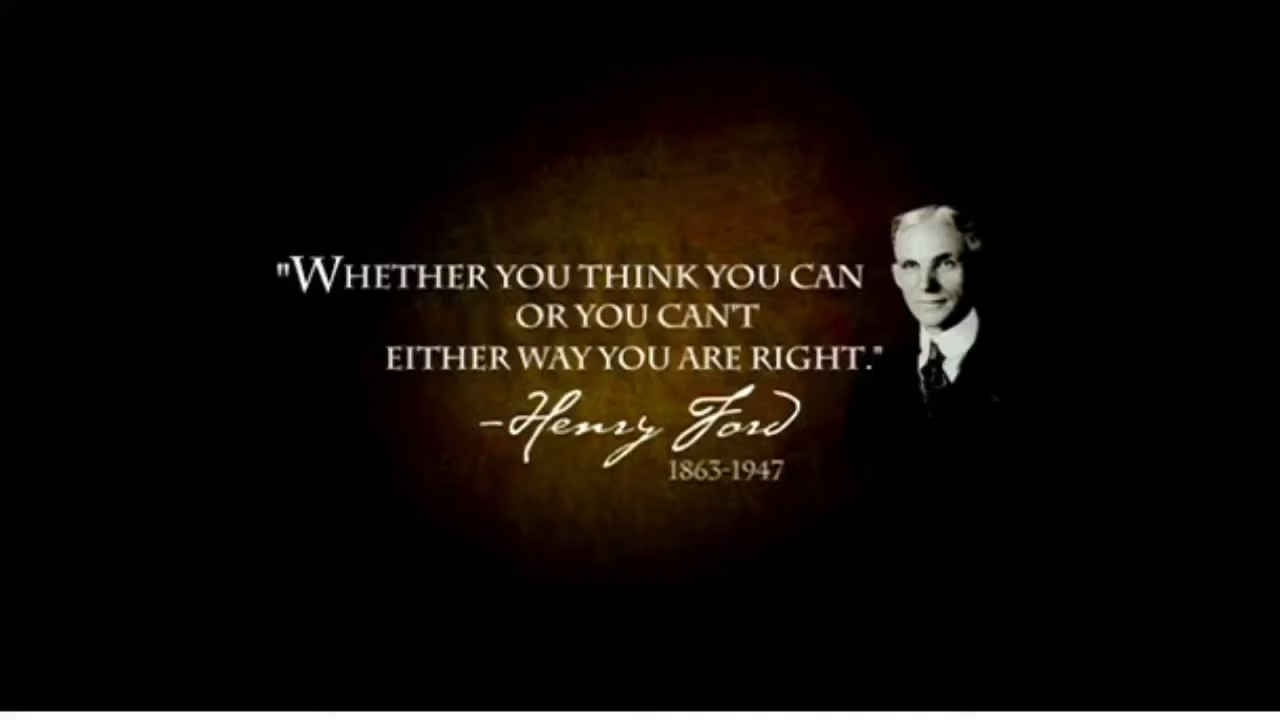 "WHETHER YOU THINK YOU CAN
OR YOU CAN'T
EITHER WAY YOU ARE RIGHT."
-Henry Ford
1863-1947